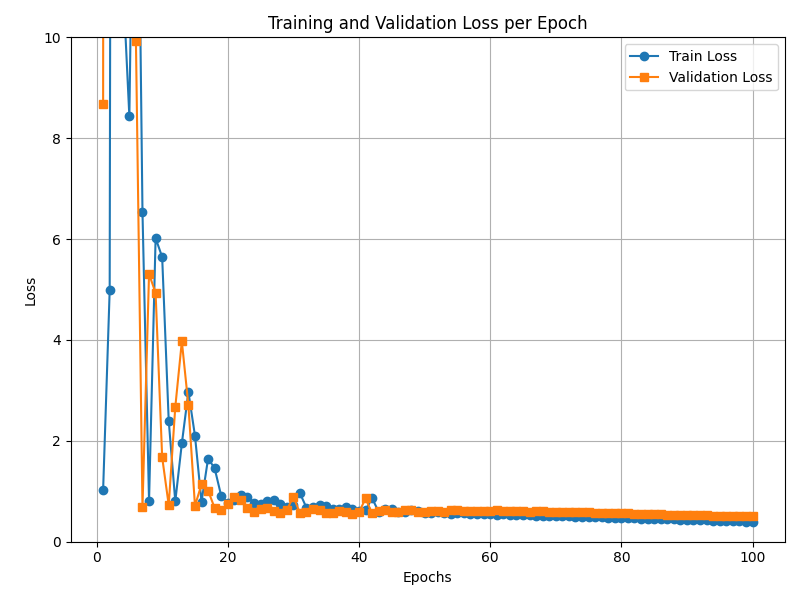 Training and Validation Loss per Epoch
Train Loss
Validation Loss
10
8
6
4
2
0
Loss
0 20 40 60 80 100
Epochs